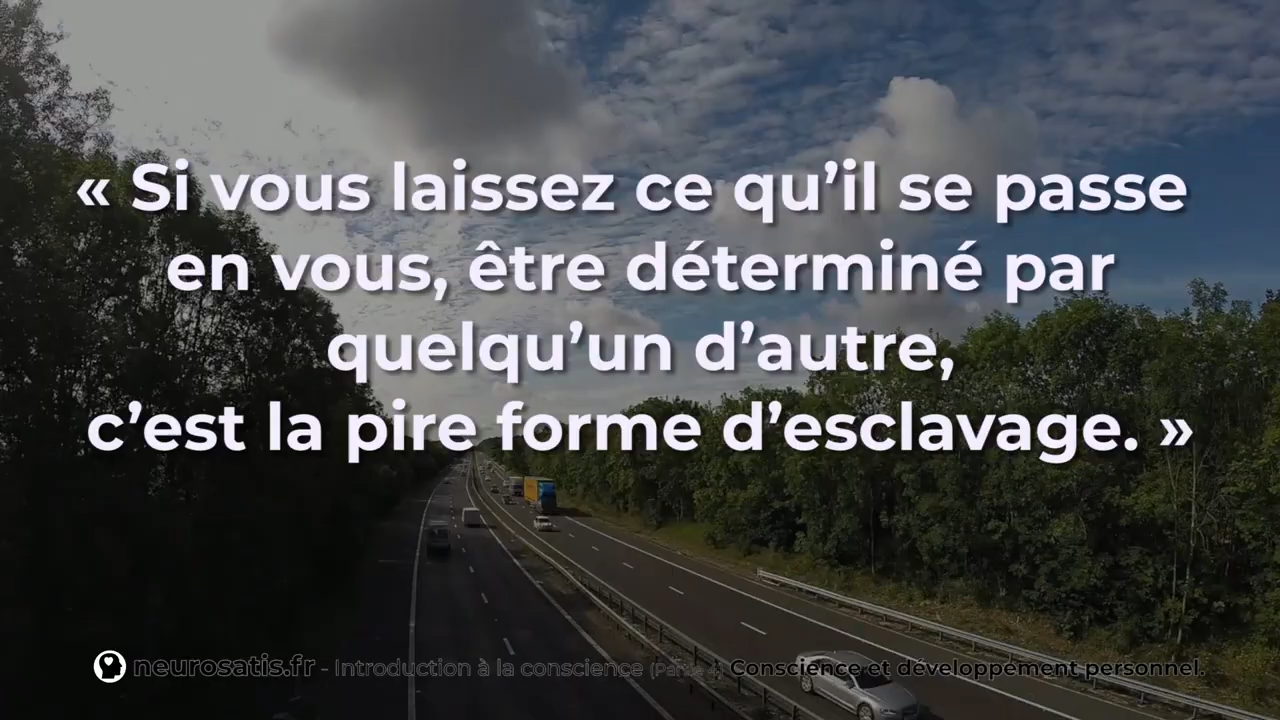 « Si vous laissez ce qu’il se passe
en vous, être déterminé par
quelqu’un d’autre,
c’est la pire forme d’esclavage. »
neurosatis.fr - Introduction à la conscience Conscience et développement personnel.